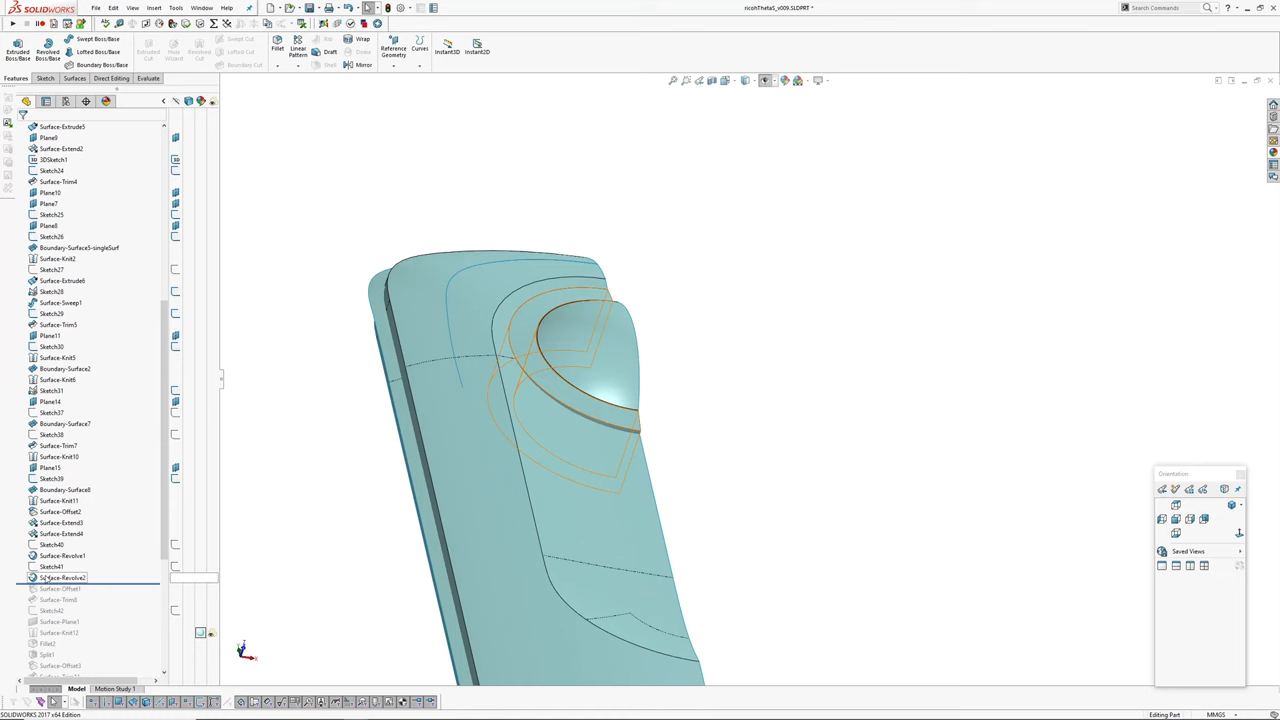 SOLIDWORKS File Edit View Insert Tools Window Help ricohThetaS_v009.SLDPRT * Search Commands
Extruded Boss/Base Revolved Boss/Base Swept Boss/Base Lofted Boss/Base Boundary Boss/Base Extruded Cut Hole Wizard Revolved Cut Swept Cut Lofted Cut Boundary Cut Fillet Linear Pattern Rib Draft Shell Wrap Draw Mirror Reference Geometry Curves Instant3D Instant2D
Features Sketch Surfaces Direct Editing Evaluate
Surface-Extrude5
Plane9
Surface-Extend2
3DSketch1
Sketch24
Surface-Trim4
Plane10
Plane7
Sketch25
Plane8
Sketch26
Boundary-Surface5-singleSurf
Surface-Knit2
Sketch27
Surface-Extrude6
Sketch28
Surface-Sweep1
Sketch29
Surface-Trim5
Plane11
Sketch30
Surface-Knit5
Boundary-Surface2
Surface-Knit6
Sketch31
Plane14
Sketch37
Boundary-Surface7
Sketch38
Surface-Trim7
Surface-Knit10
Plane15
Sketch39
Boundary-Surface8
Surface-Knit11
Surface-Offset2
Surface-Extend3
Surface-Extend4
Sketch40
Surface-Revolve1
Sketch41
Surface-Revolve2
Surface-Offset1
Surface-Trim8
Sketch42
Surface-Plane1
Surface-Knit12
Fillet2
Split1
Surface-Offset3
Orientation
Saved Views
Model Motion Study 1
SOLIDWORKS 2017 x64 Edition Editing Part MMGS